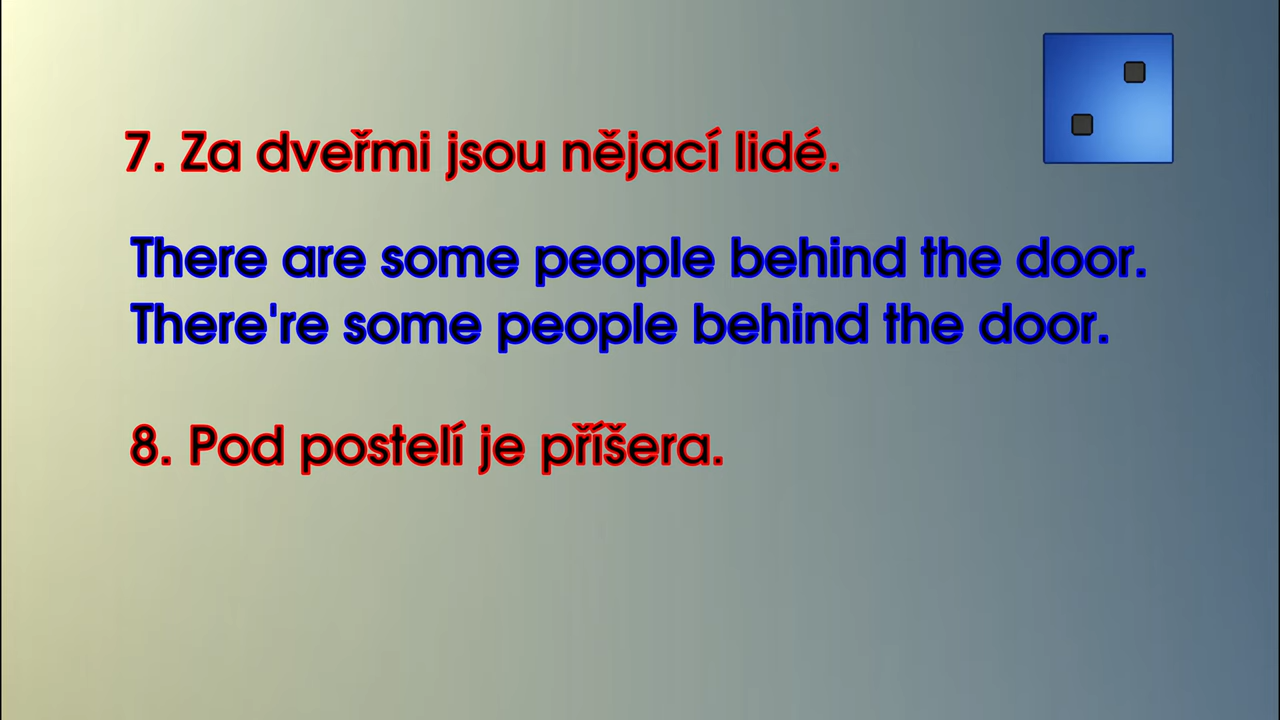 7. Za dveřmi jsou nějací lidé.
There are some people behind the door.
There're some people behind the door.
8. Pod postelí je příšera.